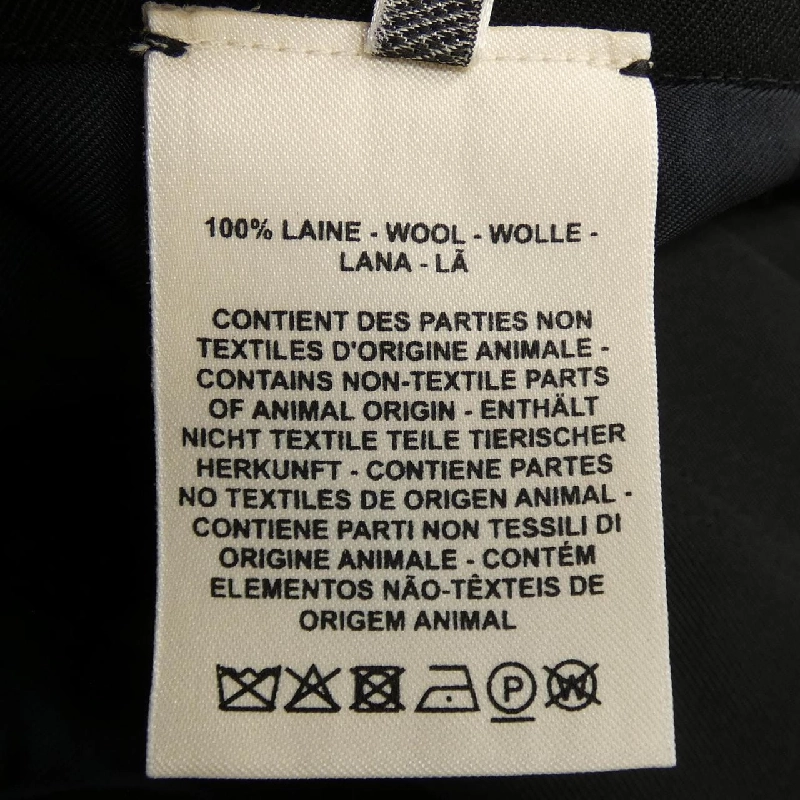 100% LAINE - WOOL - WOLLE -
LANA - LÃ
CONTIENT DES PARTIES NON
TEXTILES D'ORIGINE ANIMALE -
CONTAINS NON-TEXTILE PARTS
OF ANIMAL ORIGIN - ENTHÄLT
NICHT TEXTILE TEILE TIERISCHER
HERKUNFT - CONTIENE PARTES
NO TEXTILES DE ORIGEN ANIMAL -
CONTIENE PARTI NON TESSILI DI
ORIGINE ANIMALE - CONTÉM
ELEMENTOS NÃO-TÊXTEIS DE
ORIGEM ANIMAL
P W